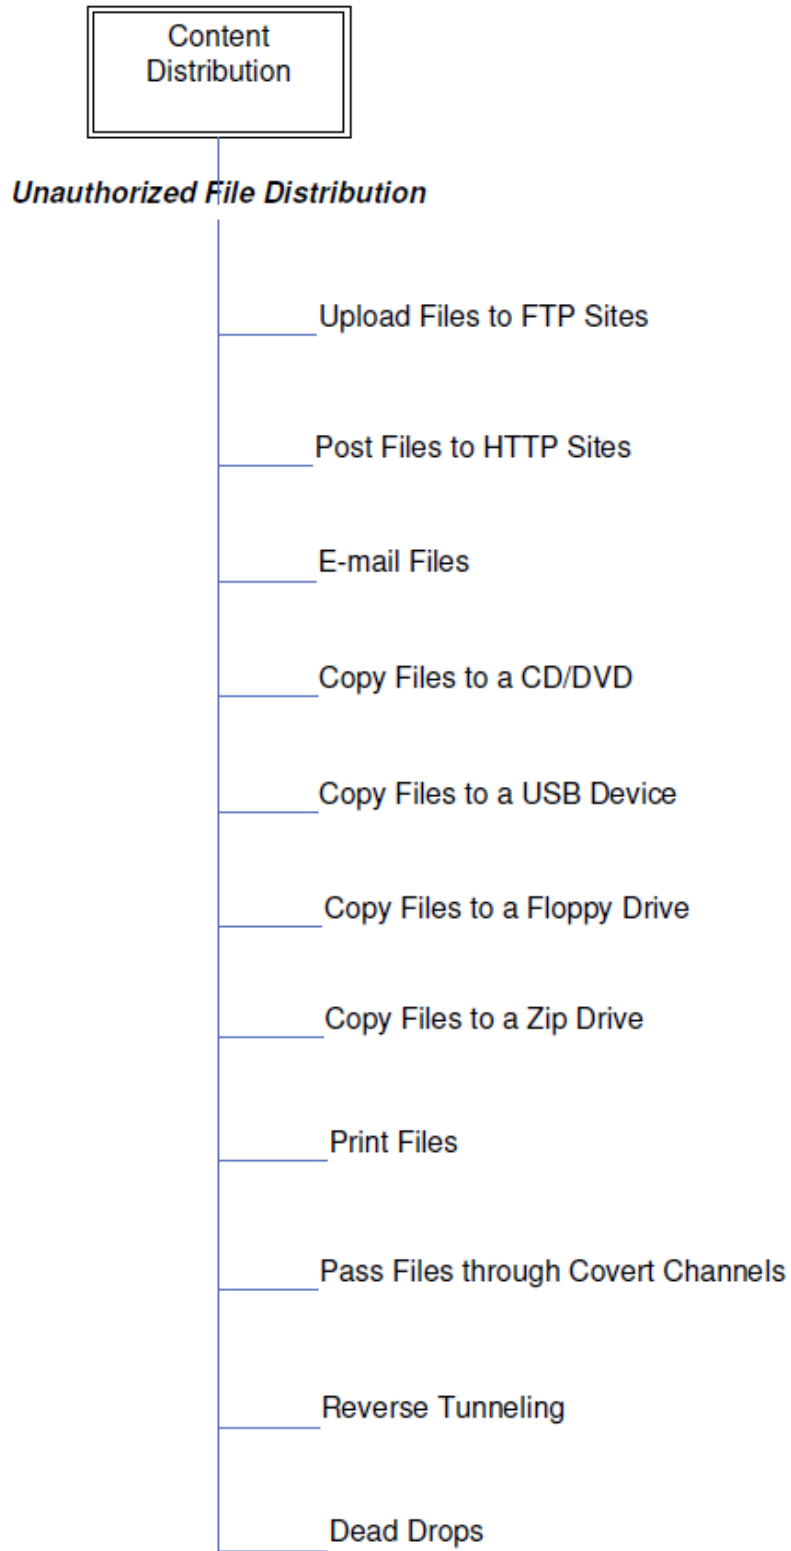 Content
Distribution
Unauthorized File Distribution
Upload Files to FTP Sites
Post Files to HTTP Sites
E-mail Files
Copy Files to a CD/DVD
Copy Files to a USB Device
Copy Files to a Floppy Drive
Copy Files to a Zip Drive
Print Files
Pass Files through Covert Channels
Reverse Tunneling
Dead Drops